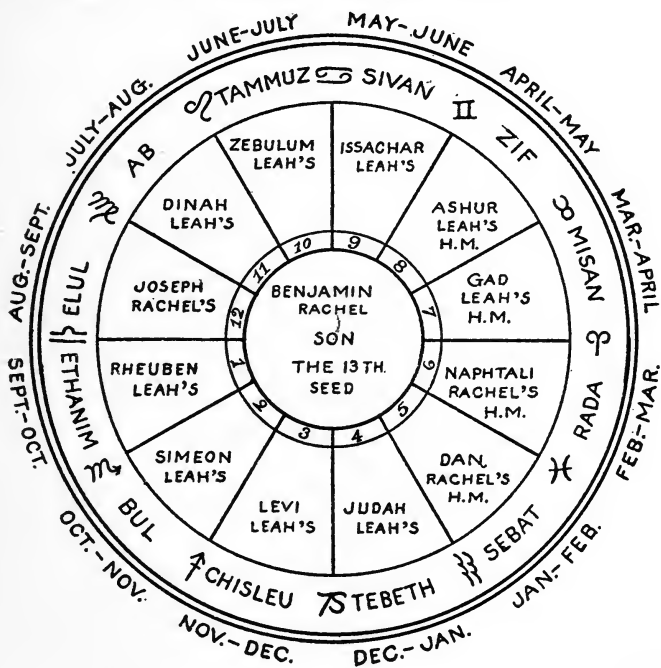 MAY-JUNE
APRIL-MAY
MAR.-APRIL
FEB.-MAR.
JAN.-FEB.
DEC.-JAN.
NOV.-DEC.
OCT.-NOV.
SEPT.-OCT.
AUG.-SEPT.
JULY-AUG.
JUNE-JULY
♋ SIVAN
♊ ZIF
♉ MISAN
♈ RADA
♓ SEBAT
♒ TEBETH
♑ CHISLEU
♐ BUL
♏ ETHANIM
♎ ELUL
♍ AB
♌ TAMMUZ
ISSACHAR
LEAH'S
9
ASHUR
LEAH'S
H.M.
8
GAD
LEAH'S
H.M.
7
NAPHTALI
RACHEL'S
H.M.
6
DAN
RACHEL'S
H.M.
5
JUDAH
LEAH'S
4
LEVI
LEAH'S
3
SIMEON
LEAH'S
2
RHEUBEN
LEAH'S
1
JOSEPH
RACHEL'S
12
DINAH
LEAH'S
11
ZEBULUM
LEAH'S
10
BENJAMIN
RACHEL
SON
THE 13TH.
SEED